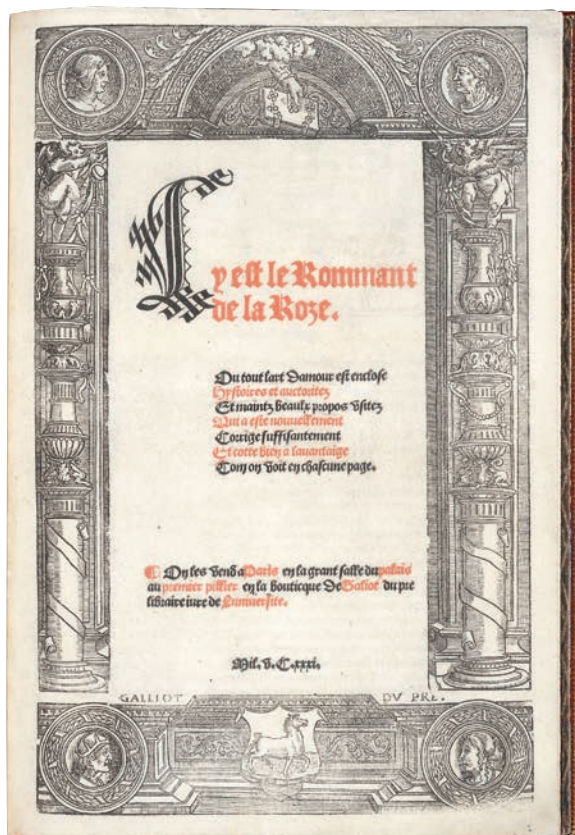 Cy est le Rommant
de la Roze.
Ou tout lart damour est enclose
Hystoires et auctoritez
Et maintz beaulx propos vsitez
Qui a este nouuellement
Corrige suffisantement
Et cotte bien a lauantaige
Com on voit en chascune page.
¶ On les vend a Paris en la grant salle du palais
au premier pillier en la bouticque de Galiot du pre
libraire iure de Luniuersite.
Mil. v. C. xxxi.
GALLIOT DV PRE.